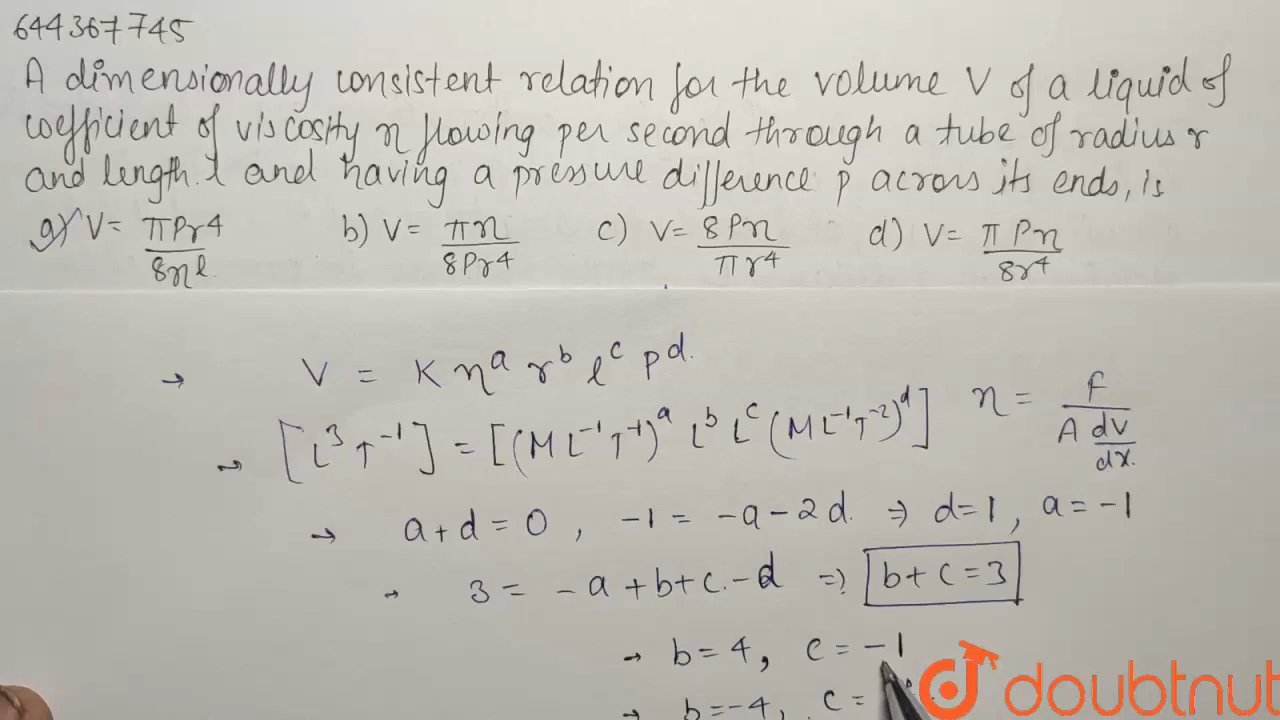 644367745
A dimensionally consistent relation for the volume V of a liquid of
coefficient of viscosity η flowing per second through a tube of radius r
and length. l and having a pressure difference p across its ends, is
a) V = πPr4/8ηl. b) V = πη/8Pr4 c) V = 8Pη/πr4 d) V = πPη/8r4
→ V = K η^a r^b l^c P^d.
→ [L^3 T^-1] = [(ML^-1T^-1)^a L^b L^c (ML^-1T^-2)^d] η = F/(A dv/dx.)
→ a+d=0, -1 = -a-2d. ⇒ d=1, a=-1
→ 3 = -a+b+c.-d ⇒ b+c=3
→ b=4, c=-1
→ b=-4, c=
doubtnut